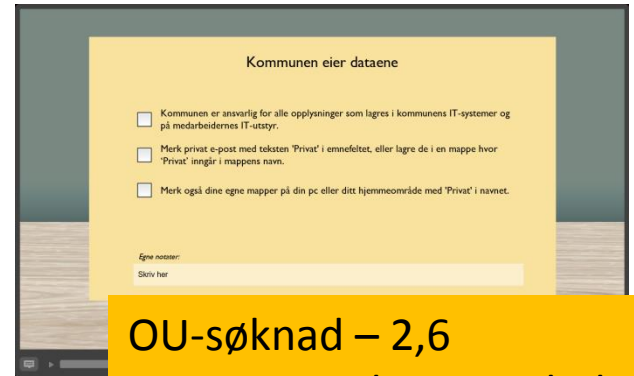 Kommunen eier dataene
Kommunen er ansvarlig for alle opplysninger som lagres i kommunens IT-systemer og
på medarbeidernes IT-utstyr.
Merk privat e-post med teksten 'Privat' i emnefeltet, eller lagre de i en mappe hvor
'Privat' inngår i mappens navn.
Merk også dine egne mapper på din pc eller ditt hjemmeområde med 'Privat' i navnet.
Egne notater:
Skriv her
OU-søknad – 2,6